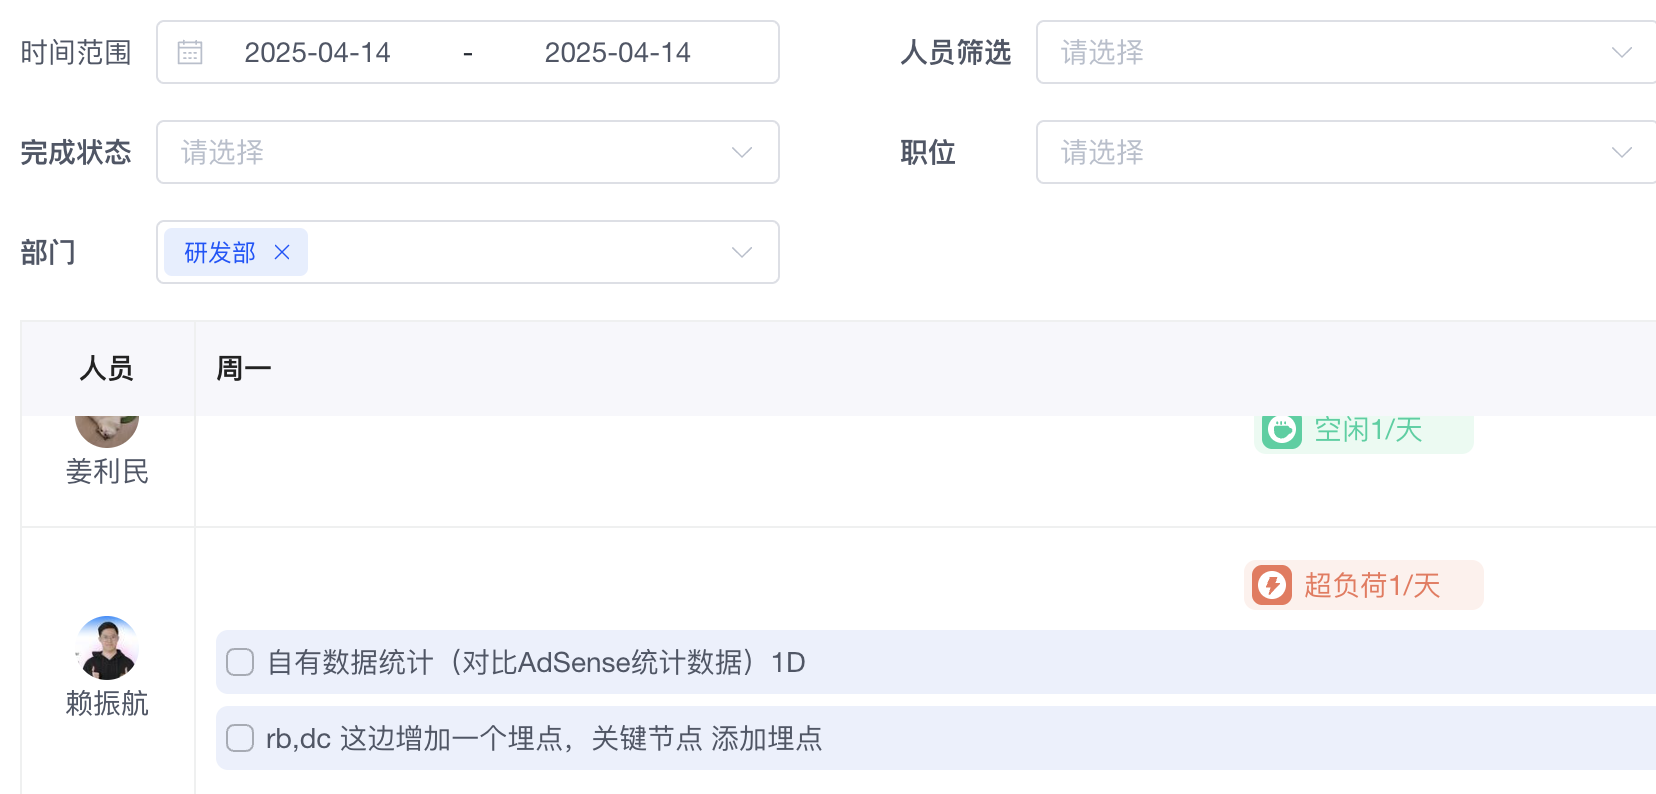 时间范围 2025-04-14 - 2025-04-14 人员筛选 请选择
完成状态 请选择 职位 请选择
部门 研发部
人员 周一
空闲1/天
姜利民
超负荷1/天
自有数据统计（对比AdSense统计数据）1D
赖振航
rb,dc 这边增加一个埋点，关键节点 添加埋点